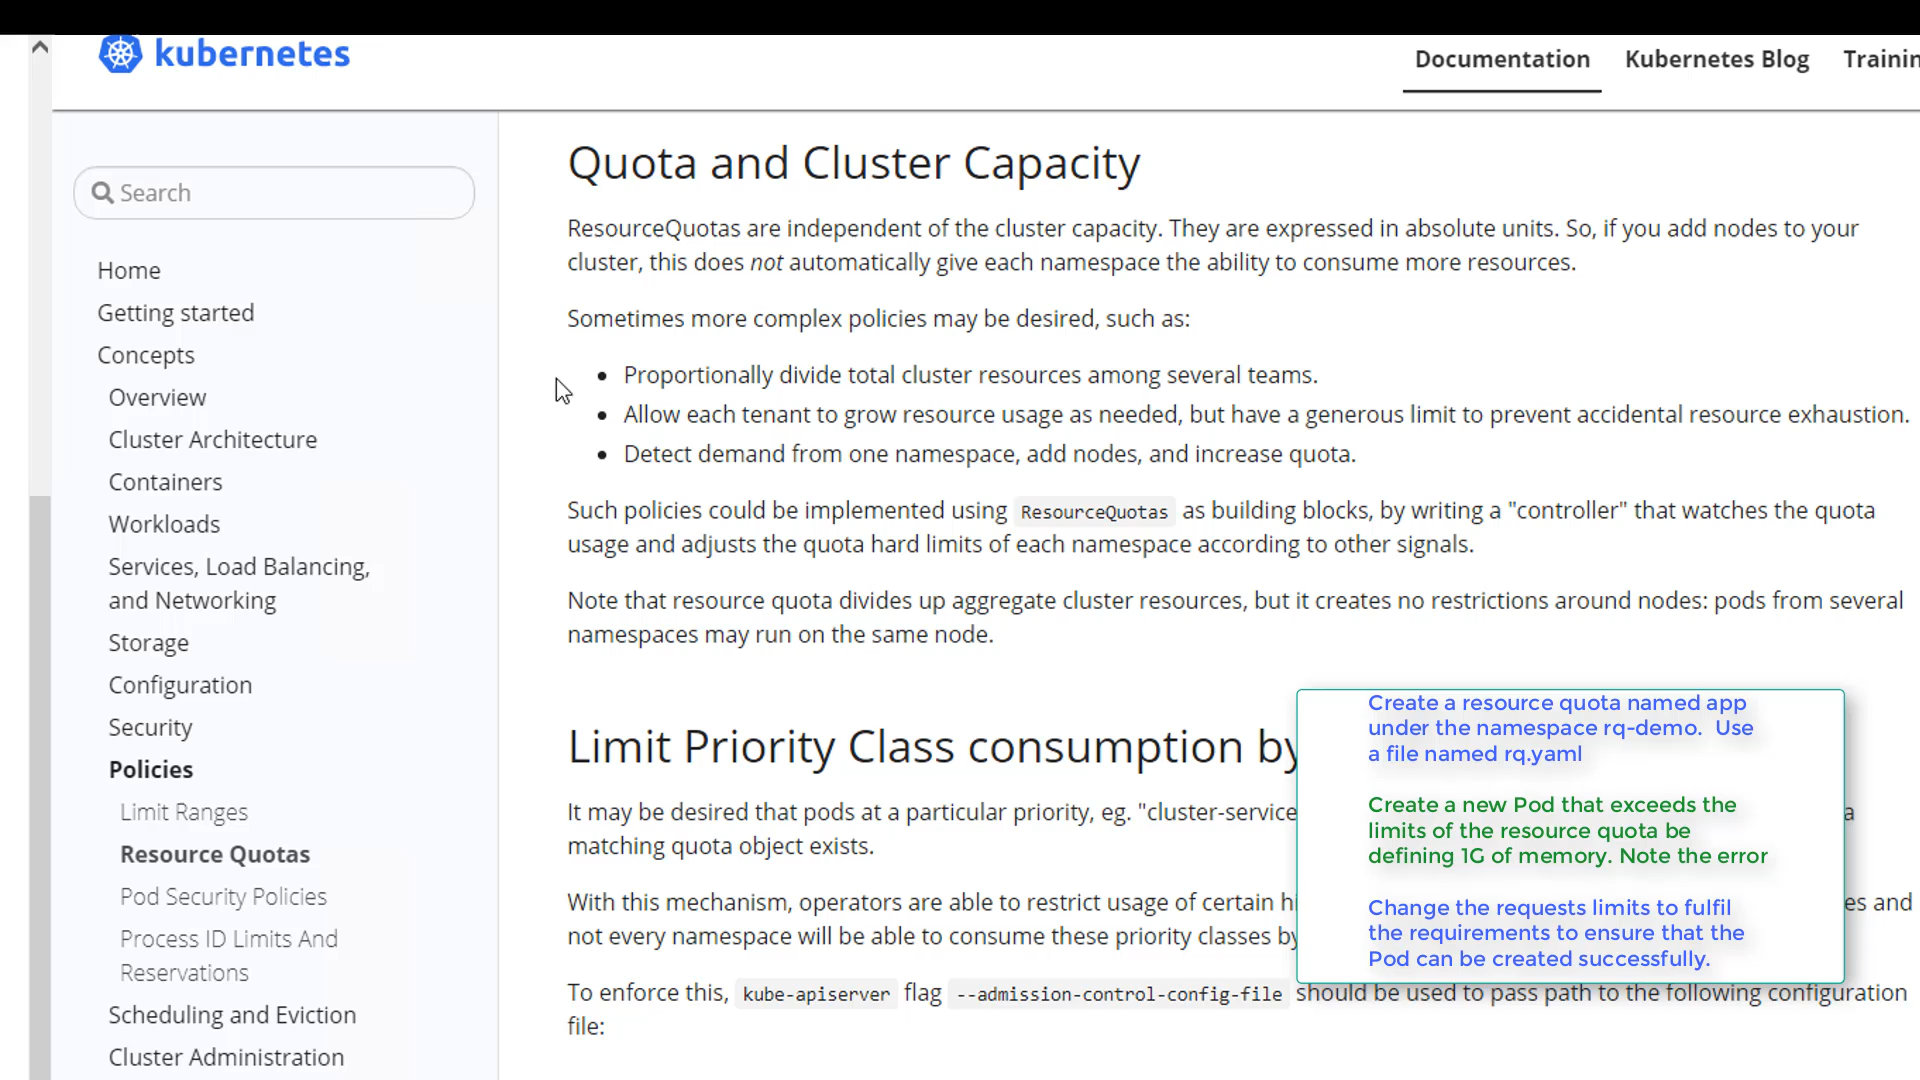 kubernetes
Documentation
Kubernetes Blog
Trainin
Search
Home
Getting started
Concepts
Overview
Cluster Architecture
Containers
Workloads
Services, Load Balancing,
and Networking
Storage
Configuration
Security
Policies
Limit Ranges
Resource Quotas
Pod Security Policies
Process ID Limits And
Reservations
Scheduling and Eviction
Cluster Administration
Quota and Cluster Capacity
ResourceQuotas are independent of the cluster capacity. They are expressed in absolute units. So, if you add nodes to your
cluster, this does not automatically give each namespace the ability to consume more resources.
Sometimes more complex policies may be desired, such as:
Proportionally divide total cluster resources among several teams.
Allow each tenant to grow resource usage as needed, but have a generous limit to prevent accidental resource exhaustion.
Detect demand from one namespace, add nodes, and increase quota.
Such policies could be implemented using ResourceQuotas as building blocks, by writing a "controller" that watches the quota
usage and adjusts the quota hard limits of each namespace according to other signals.
Note that resource quota divides up aggregate cluster resources, but it creates no restrictions around nodes: pods from several
namespaces may run on the same node.
Limit Priority Class consumption by
It may be desired that pods at a particular priority, eg. "cluster-service a
matching quota object exists.
With this mechanism, operators are able to restrict usage of certain hi es and
not every namespace will be able to consume these priority classes by
To enforce this, kube-apiserver flag --admission-control-config-file should be used to pass path to the following configuration
file:
Create a resource quota named app
under the namespace rq-demo. Use
a file named rq.yaml
Create a new Pod that exceeds the
limits of the resource quota be
defining 1G of memory. Note the error
Change the requests limits to fulfil
the requirements to ensure that the
Pod can be created successfully.